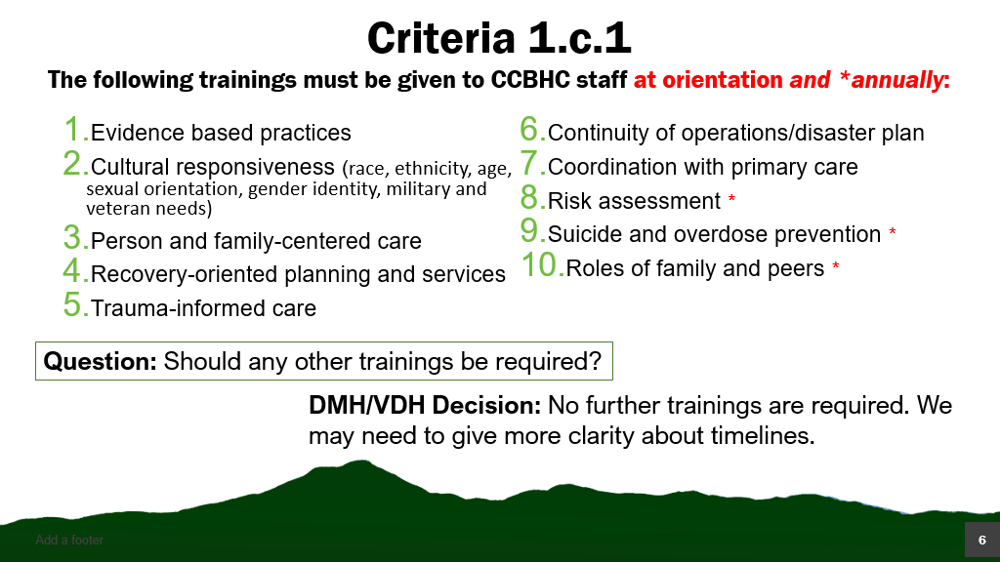 Criteria 1.c.1
The following trainings must be given to CCBHC staff at orientation and *annually:
1.Evidence based practices
2.Cultural responsiveness (race, ethnicity, age,
sexual orientation, gender identity, military and
veteran needs)
3.Person and family-centered care
4.Recovery-oriented planning and services
5.Trauma-informed care
6.Continuity of operations/disaster plan
7.Coordination with primary care
8.Risk assessment *
9.Suicide and overdose prevention *
10.Roles of family and peers *
Question: Should any other trainings be required?
DMH/VDH Decision: No further trainings are required. We
may need to give more clarity about timelines.
Add a footer
6